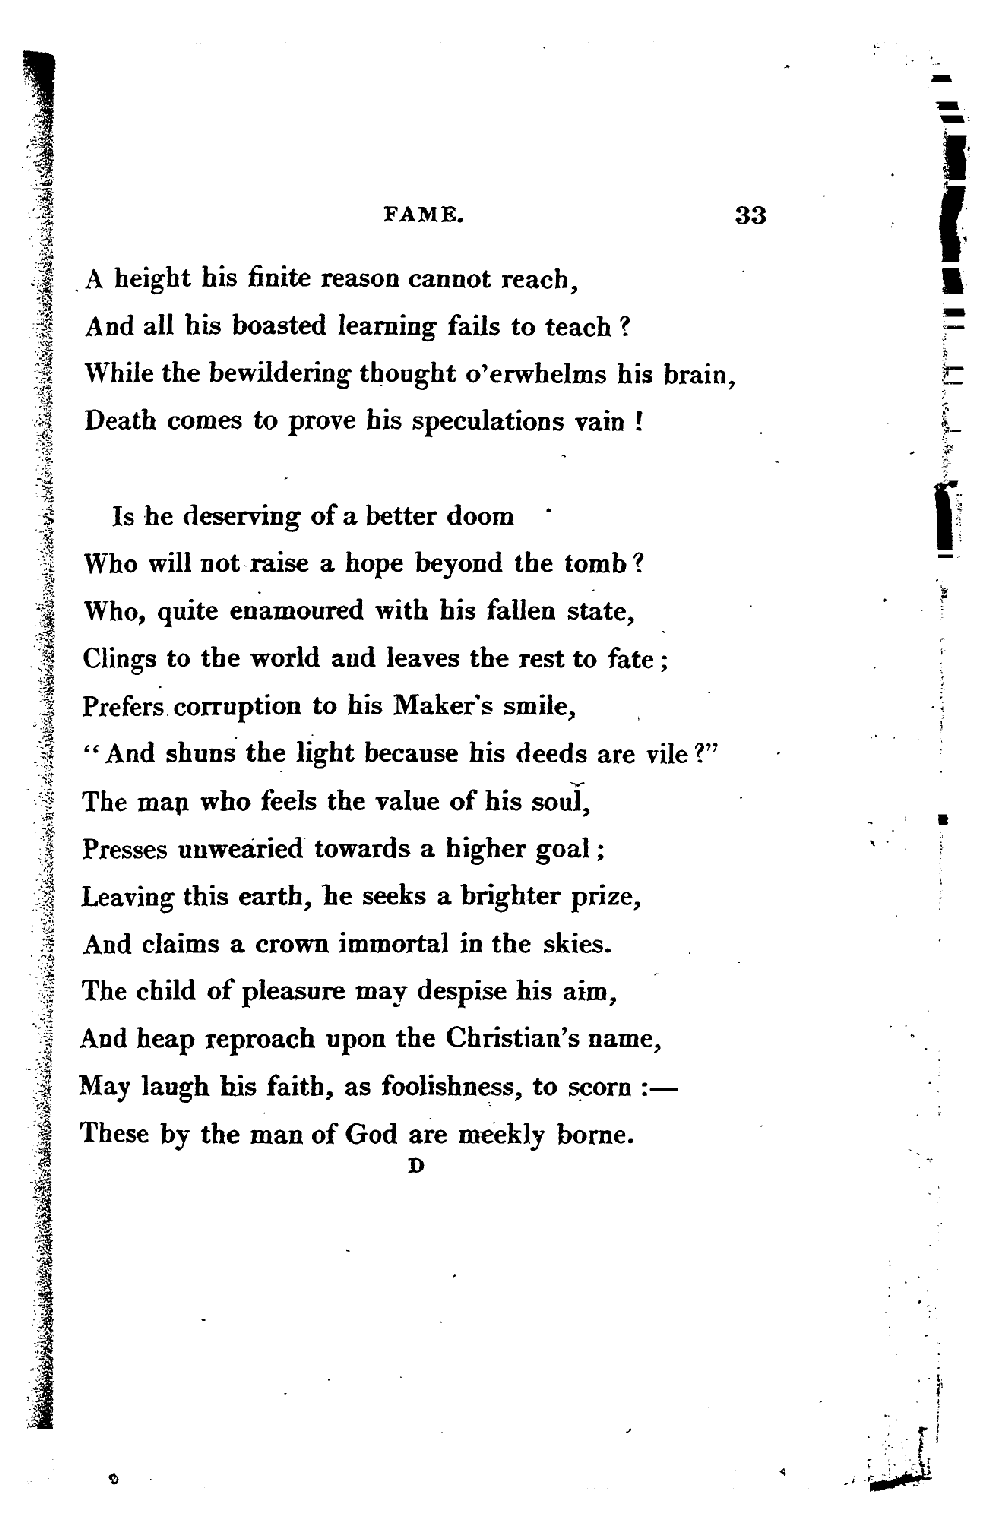 FAME. 33
A height his finite reason cannot reach,
And all his boasted learning fails to teach ?
While the bewildering thought o'erwhelms his brain,
Death comes to prove his speculations vain !
Is he deserving of a better doom
Who will not raise a hope beyond the tomb ?
Who, quite enamoured with his fallen state,
Clings to the world and leaves the rest to fate ;
Prefers corruption to his Maker's smile,
“ And shuns the light because his deeds are vile ?”
The man who feels the value of his soul,
Presses unwearied towards a higher goal ;
Leaving this earth, he seeks a brighter prize,
And claims a crown immortal in the skies.
The child of pleasure may despise his aim,
And heap reproach upon the Christian's name,
May laugh his faith, as foolishness, to scorn :—
These by the man of God are meekly borne.
D